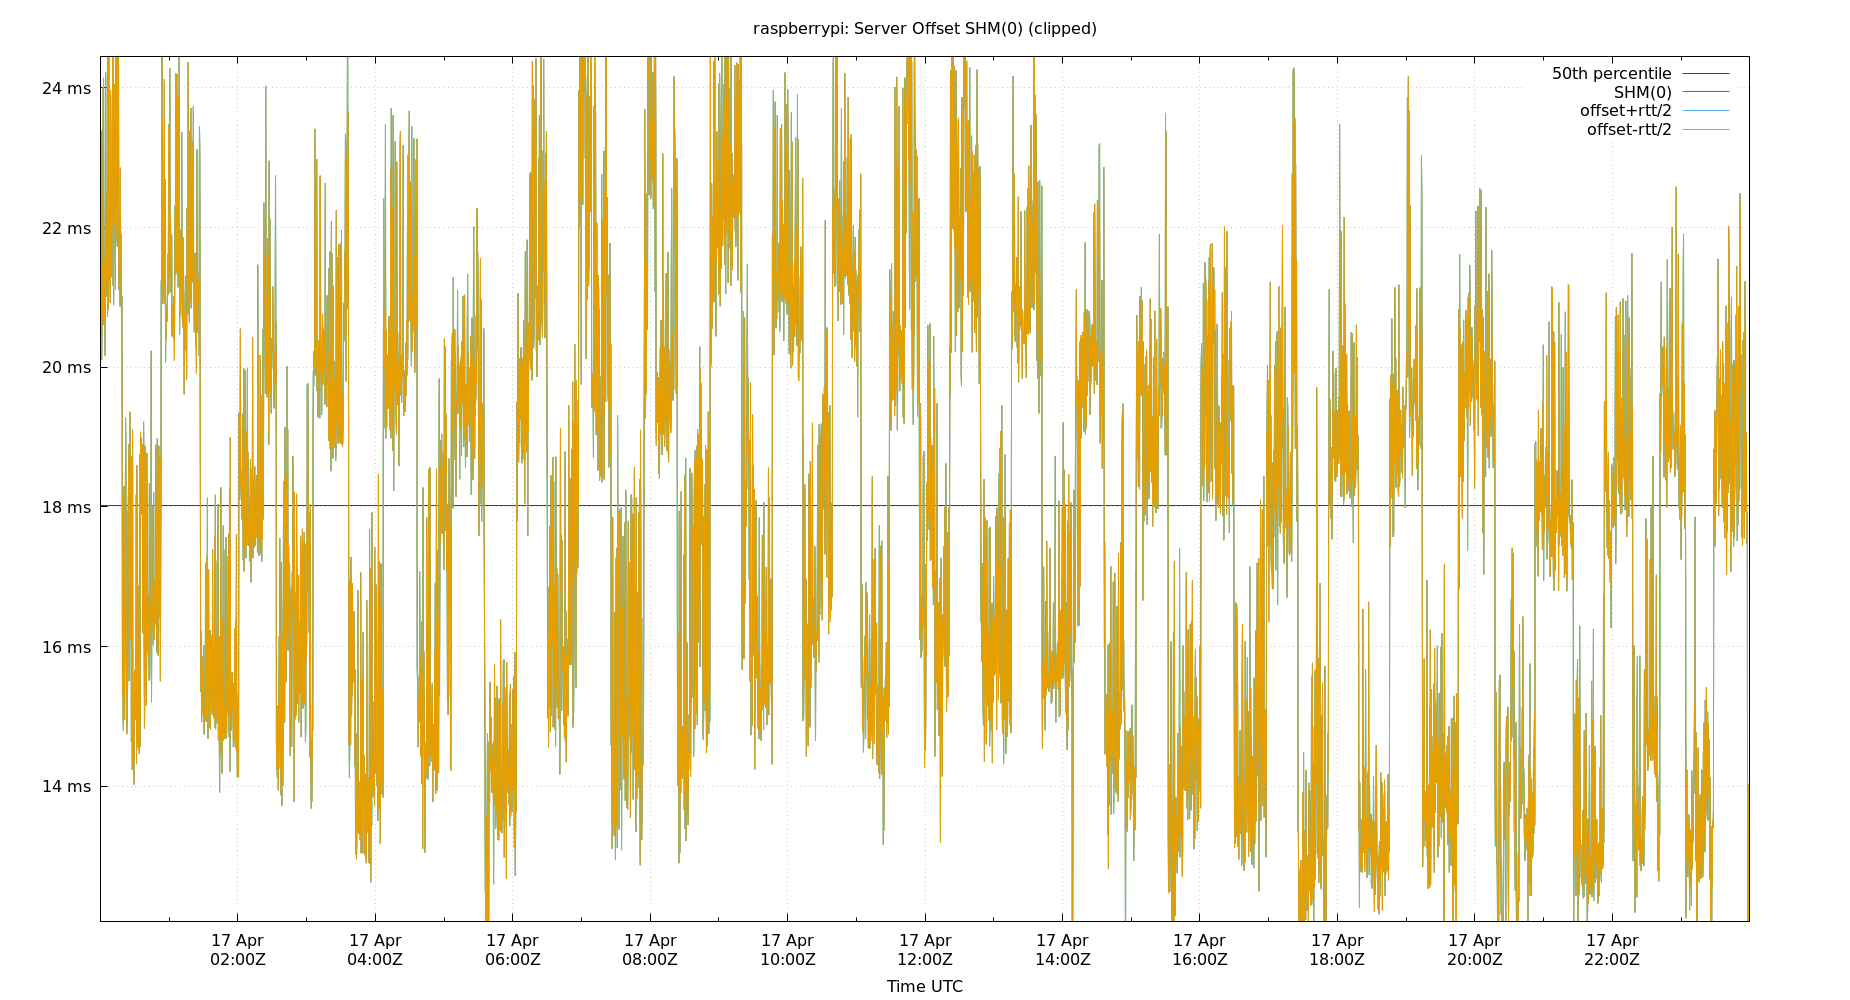 raspberrypi: Server Offset SHM(0) (clipped)
50th percentile
SHM(0)
offset+rtt/2
offset-rtt/2
24 ms
22 ms
20 ms
18 ms
16 ms
14 ms
17 Apr 17 Apr 17 Apr 17 Apr 17 Apr 17 Apr 17 Apr 17 Apr 17 Apr 17 Apr 17 Apr
02:00Z 04:00Z 06:00Z 08:00Z 10:00Z 12:00Z 14:00Z 16:00Z 18:00Z 20:00Z 22:00Z
Time UTC